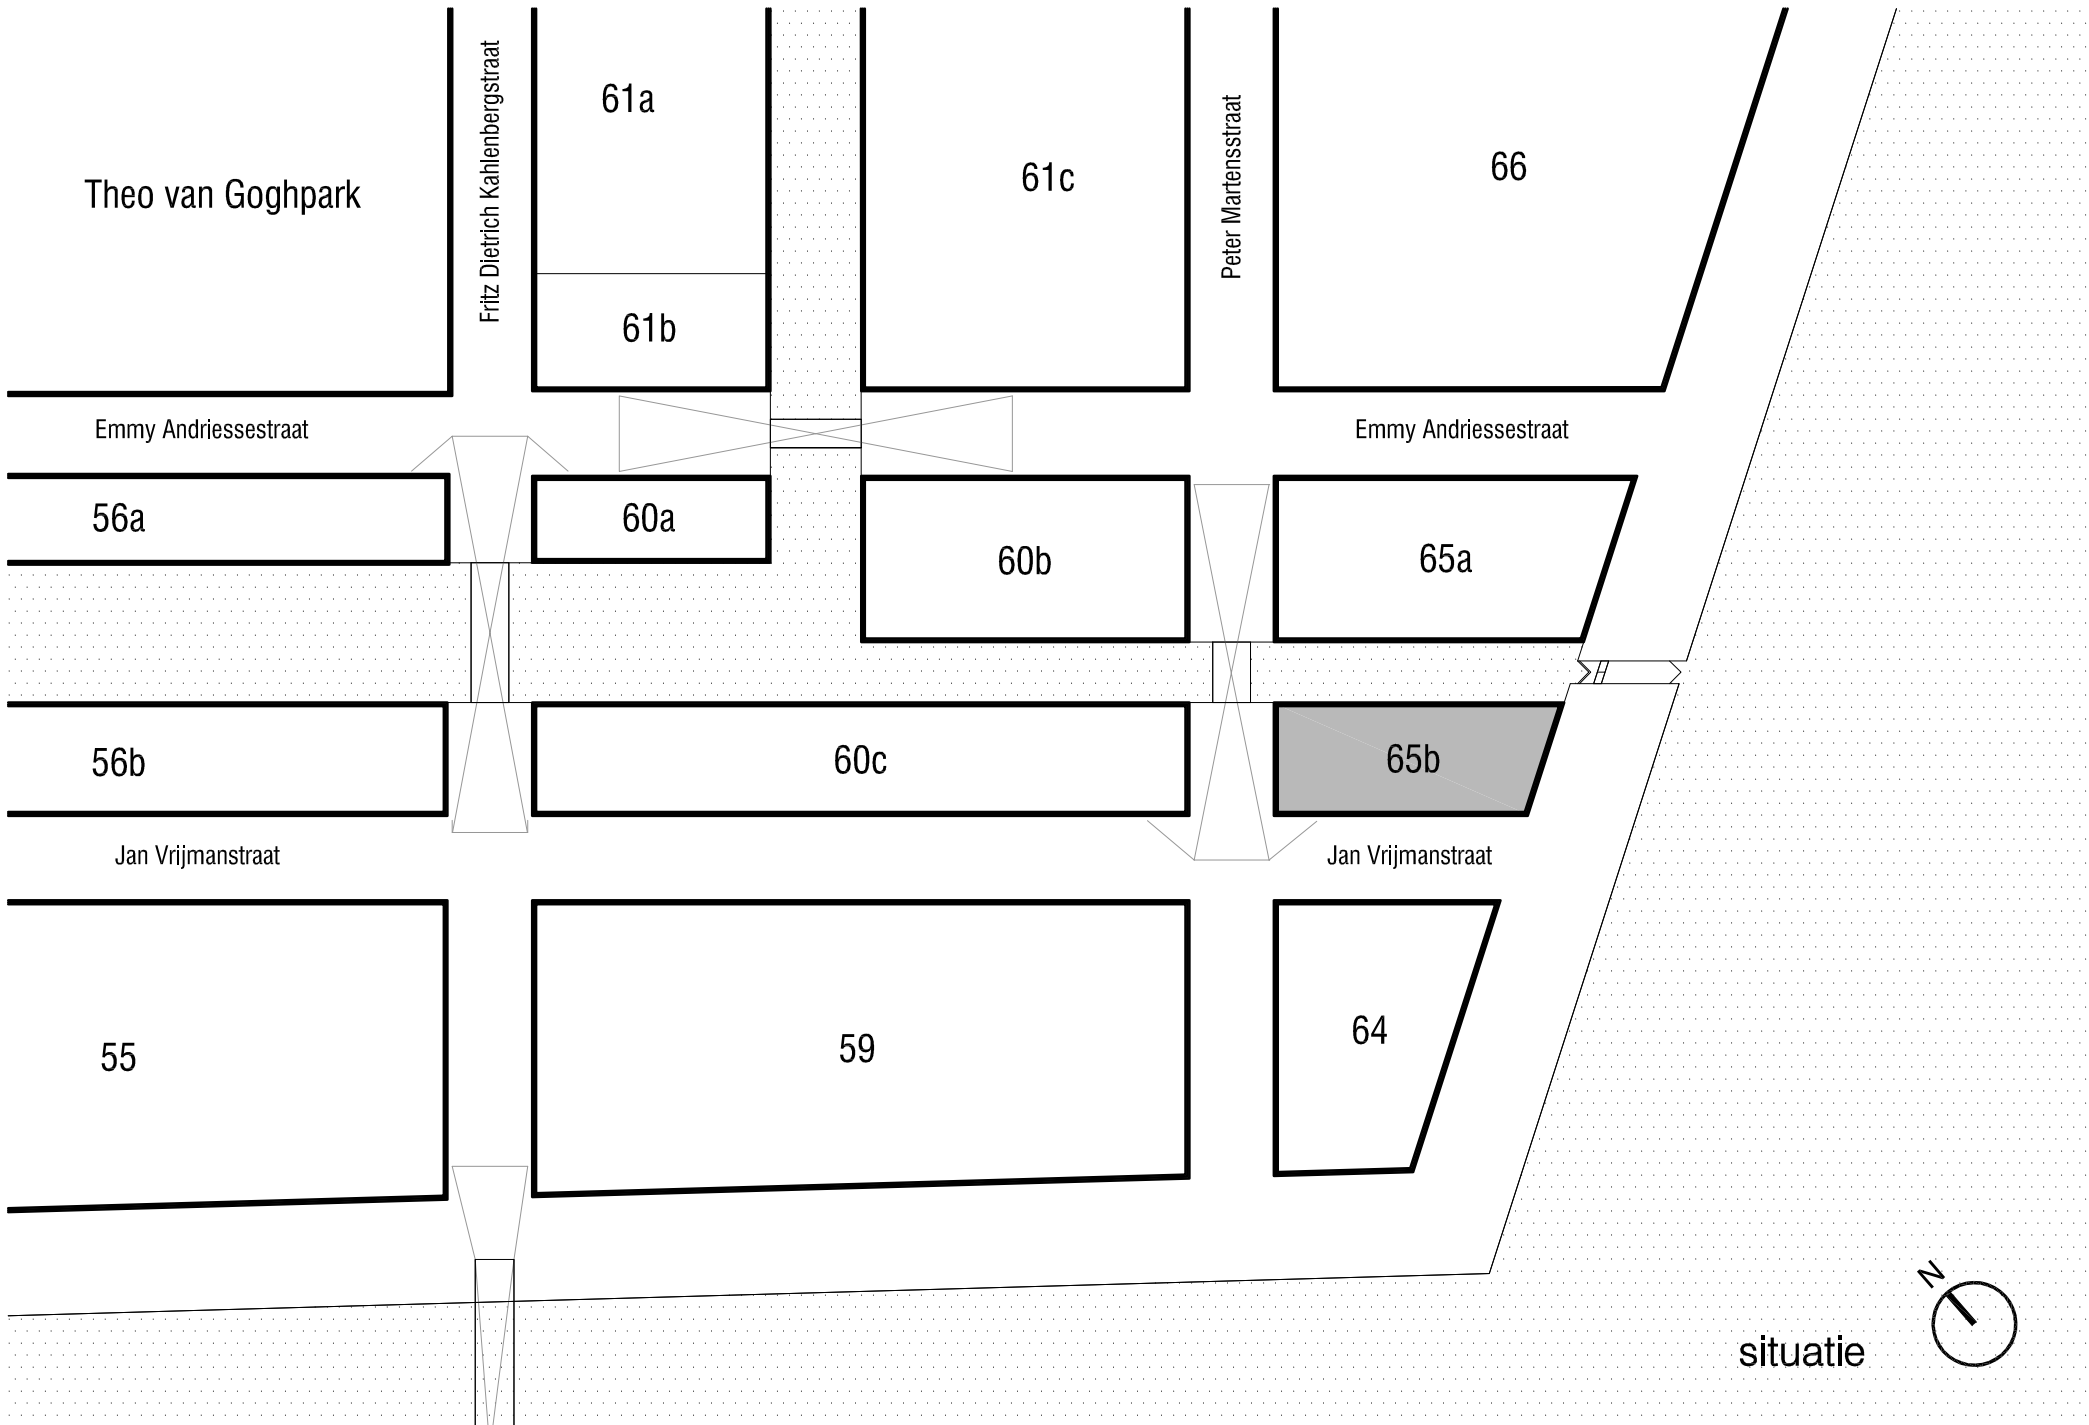 Fritz Dietrich Kahlenbergstraat
61a
Peter Martensstraat
66
61c
Theo van Goghpark
61b
Emmy Andriessestraat
Emmy Andriessestraat
56a
60a
60b
65a
56b
60c
65b
Jan Vrijmanstraat
Jan Vrijmanstraat
55
59
64
N
situatie